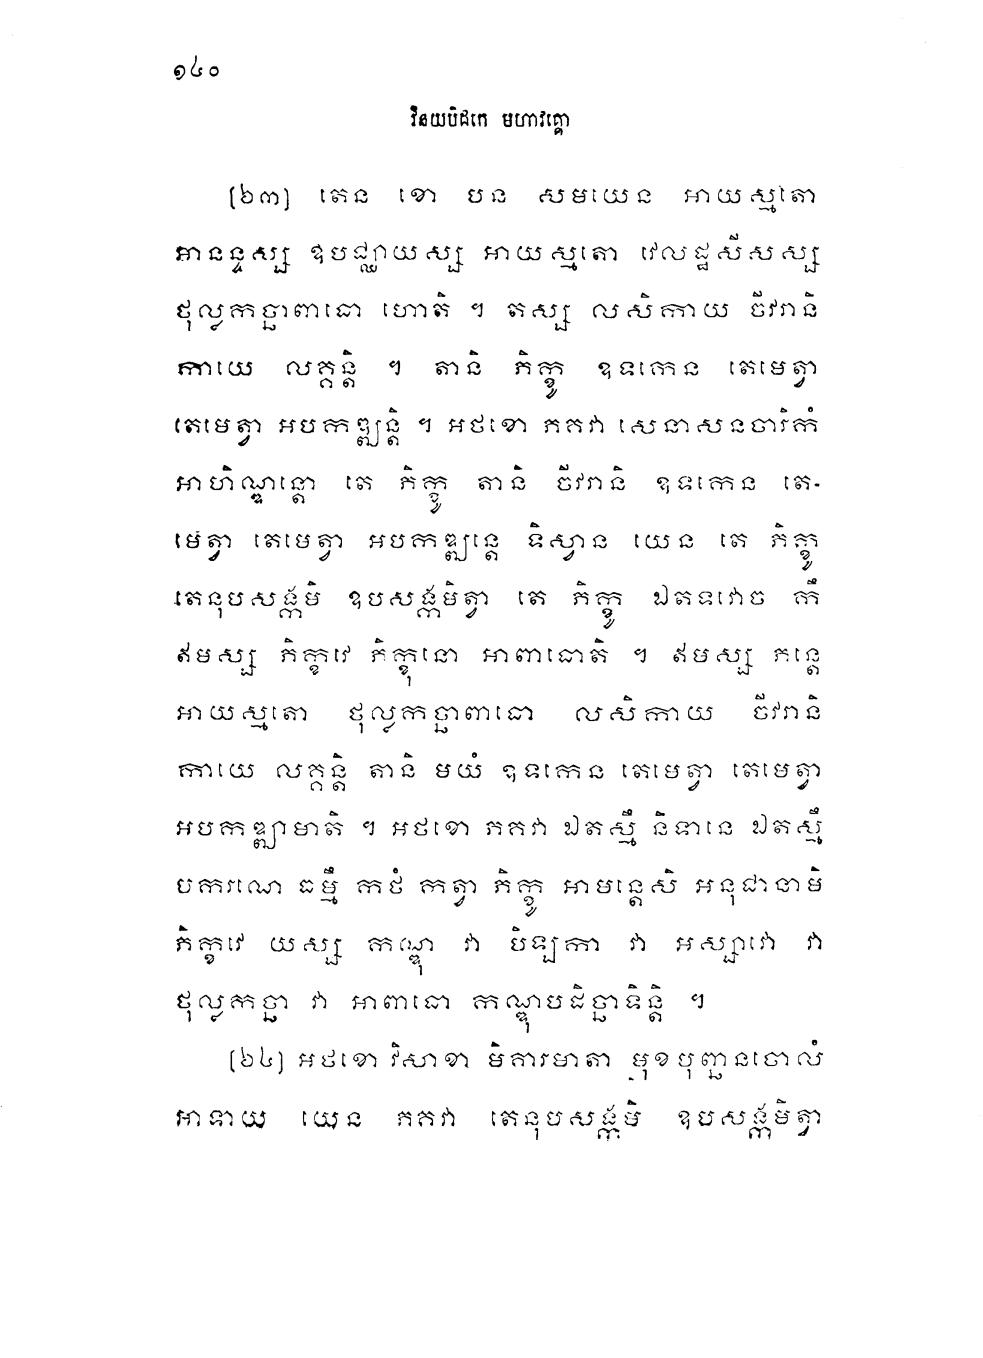 ១៤០
វិនយបិដកេ មហាវគ្គោ
[៦៣] តេន ខោ បន សមយេន អាយស្មតោ
អានន្ទស្ស ឧបជ្ឈាយស្ស អាយស្មតោ វេលដ្ឋសីសស្ស
ថុល្លកច្ឆាពាធោ ហោតិ ។ តស្ស លសិកាយ ចីវរានិ
កាយេ លគ្គន្តិ ។ តានិ ភិក្ខូ ឧទកេន តេមេត្វា
តេមេត្វា អបកឌ្ឍន្តិ ។ អថខោ ភគវា សេនាសនចារិកំ
អាហិណ្ឌន្តោ តេ ភិក្ខូ តានិ ចីវរានិ ឧទកេន តេ-
មេត្វា តេមេត្វា អបកឌ្ឍន្តេ ទិស្វាន យេន តេ ភិក្ខូ
តេនុបសង្កមិ ឧបសង្កមិត្វា តេ ភិក្ខូ ឯតទវោច កឹ
ឥមស្ស ភិក្ខវេ ភិក្ខុនោ អាពាធោតិ ។ ឥមស្ស ភន្តេ
អាយស្មតោ ថុល្លកច្ឆាពាធោ លសិកាយ ចីវរានិ
កាយេ លគ្គន្តិ តានិ មយំ ឧទកេន តេមេត្វា តេមេត្វា
អបកឌ្ឍាមាតិ ។ អថខោ ភគវា ឯតស្មឹ និទានេ ឯតស្មឹ
បករណេ ធម្មឹ កថំ កត្វា ភិក្ខូ អាមន្តេសិ អនុជានាមិ
ភិក្ខវេ យស្ស កណ្ឌុ វា បិឡកា វា អស្សាវោ វា
ថុល្លកច្ឆា វា អាពាធោ កណ្ឌុបដិច្ឆាទិន្តិ ។
[៦៤] អថខោ វិសាខា មិគារមាតា មុខបុញ្ឆនចោលំ
អាទាយ យេន ភគវា តេនុបសង្កមិ ឧបសង្កមិត្វា